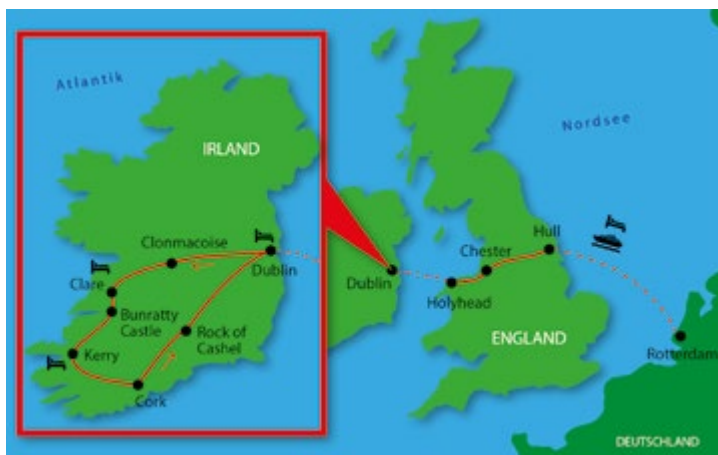 Atlantik
IRLAND
Clonmacoise
Dublin
Clare
Bunratty
Castle
Kerry
Rock of
Cashel
Cork
Nordsee
Hull
Chester
Dublin
Holyhead
ENGLAND
Rotterdam
DEUTSCHLAND